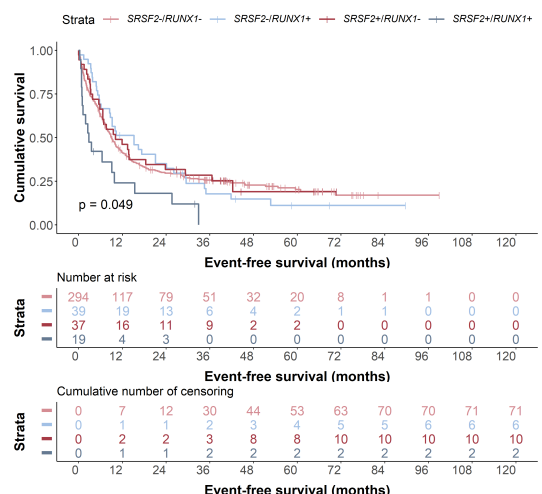 Strata SRSF2-/RUNX1- SRSF2-/RUNX1+ SRSF2+/RUNX1- SRSF2+/RUNX1+
Cumulative survival
1.00
0.75
0.50
0.25
0.00
p = 0.049
0 12 24 36 48 60 72 84 96 108 122
Event-free survival (months)
Number at risk
Strata
294 117 79 51 32 20 8 1 1 0 0
39 19 13 6 4 2 1 1 0 0 0
37 16 11 9 2 2 0 0 0 0 0
19 4 3 0 0 0 0 0 0 0 0
0 12 24 36 48 60 72 84 96 108 122
Event-free survival (months)
Cumulative number of censoring
Strata
0 7 12 30 44 53 63 70 70 71 71
0 1 1 2 3 4 5 5 6 6 6
0 2 2 3 8 8 10 10 10 10 10
0 1 1 2 2 2 2 2 2 2 2
0 12 24 36 48 60 72 84 96 108 122
Event-free survival (months)